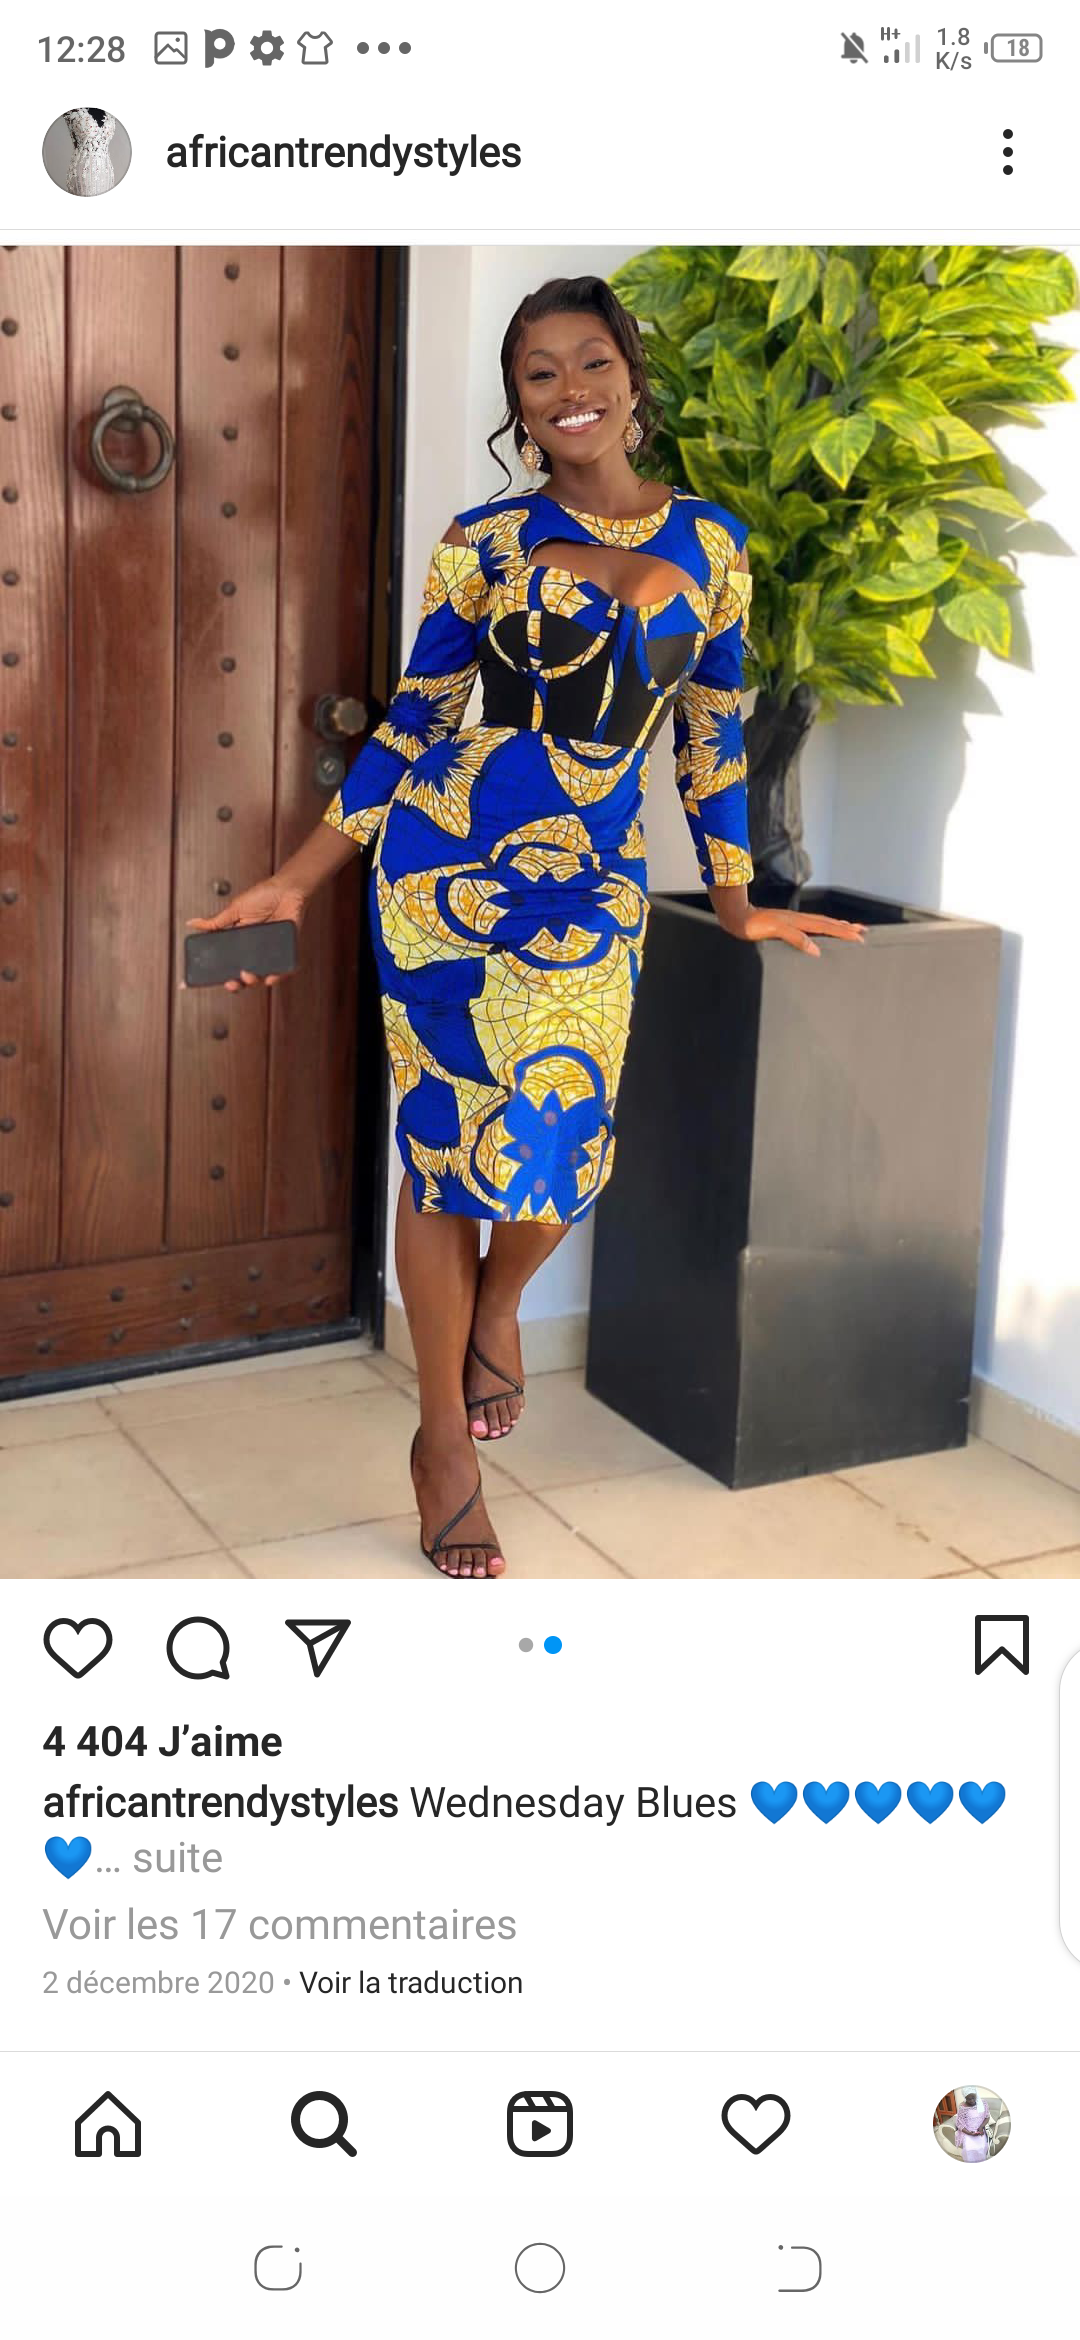 12:28 H+ 1.8 K/s 18
africantrendystyles
4 404 J’aime
africantrendystyles Wednesday Blues 💙💙💙💙💙
💙... suite
Voir les 17 commentaires
2 décembre 2020 • Voir la traduction